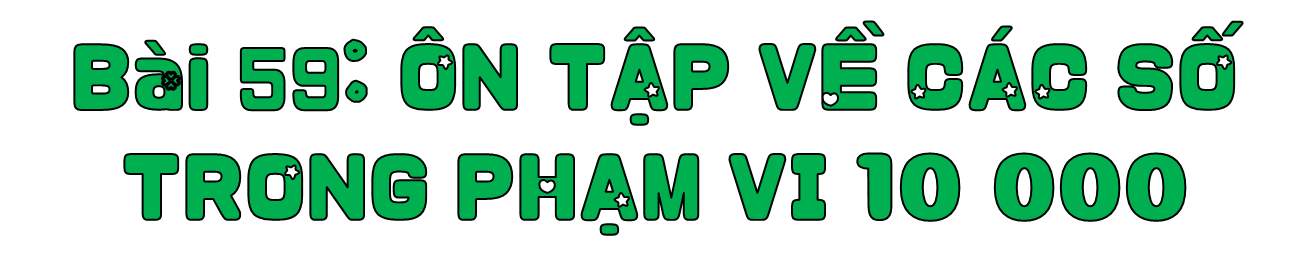 Bài 59: ÔN TẬP VỀ CÁC SỐ
TRONG PHẠM VI 10 000